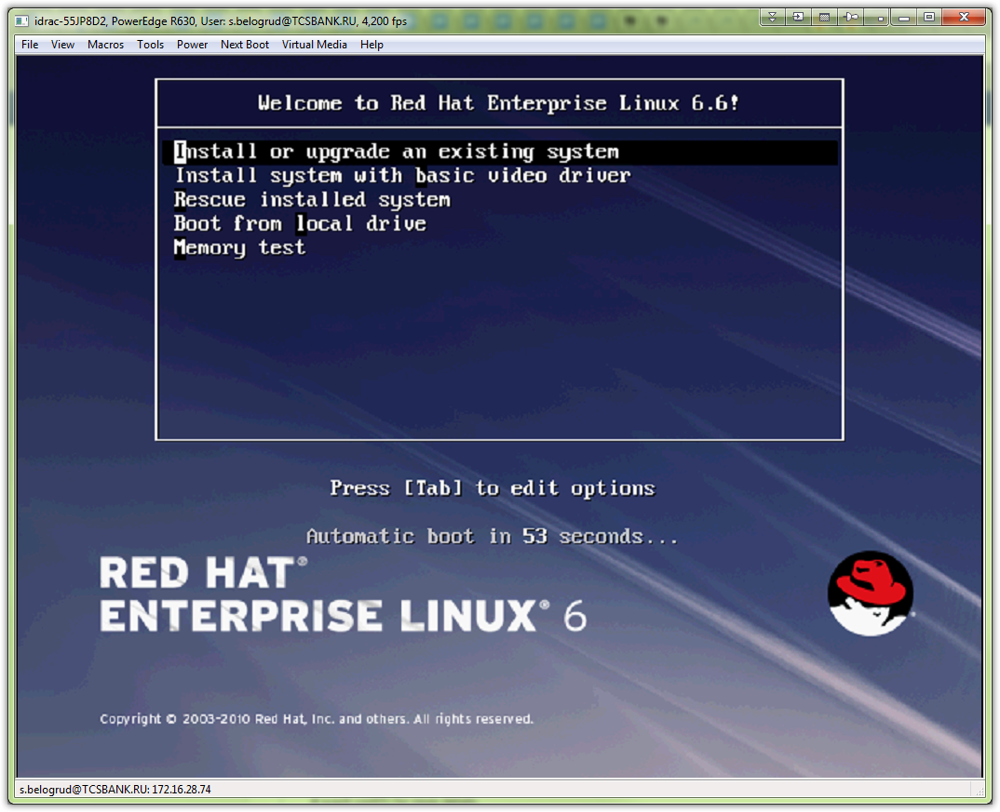 idrac-55JP8D2, PowerEdge R630, User: s.belogrud@TCSBANK.RU, 4,200 fps
File View Macros Tools Power Next Boot Virtual Media Help
Welcome to Red Hat Enterprise Linux 6.6!
Install or upgrade an existing system
Install system with basic video driver
Rescue installed system
Boot from local drive
Memory test
Press [Tab] to edit options
Automatic boot in 53 seconds...
RED HAT®
ENTERPRISE LINUX® 6
Copyright © 2003-2010 Red Hat, Inc. and others. All rights reserved.
s.belogrud@TCSBANK.RU: 172.16.28.74